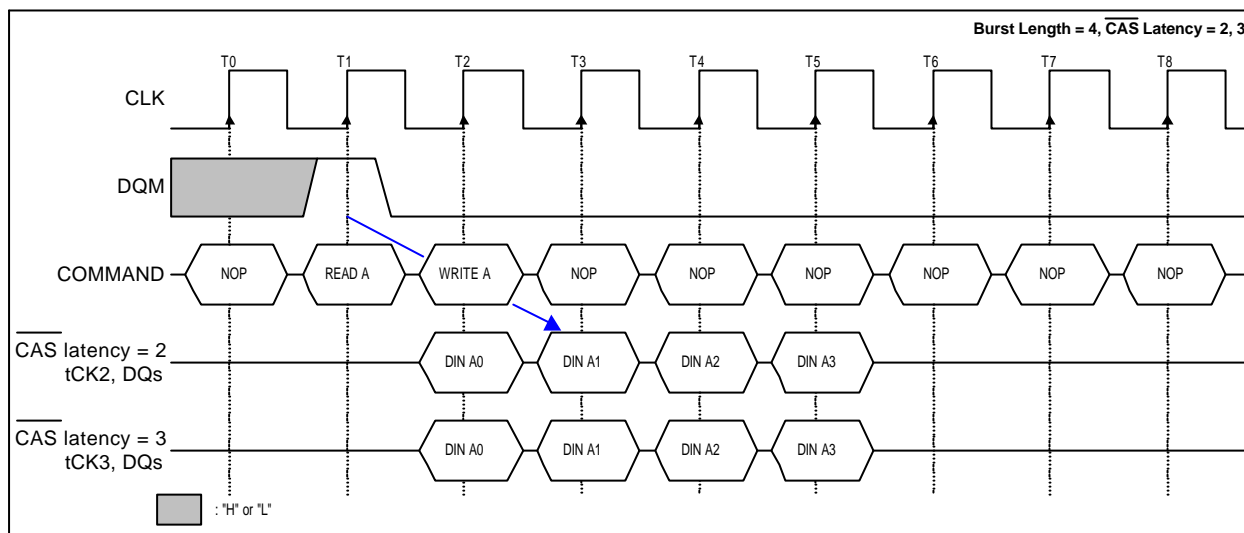 Burst Length = 4, CAS Latency = 2, 3
T0 T1 T2 T3 T4 T5 T6 T7 T8
CLK
DQM
COMMAND NOP READ A WRITE A NOP NOP NOP NOP NOP NOP
CAS latency = 2
tCK2, DQs
DIN A0 DIN A1 DIN A2 DIN A3
CAS latency = 3
tCK3, DQs
DIN A0 DIN A1 DIN A2 DIN A3
: "H" or "L"